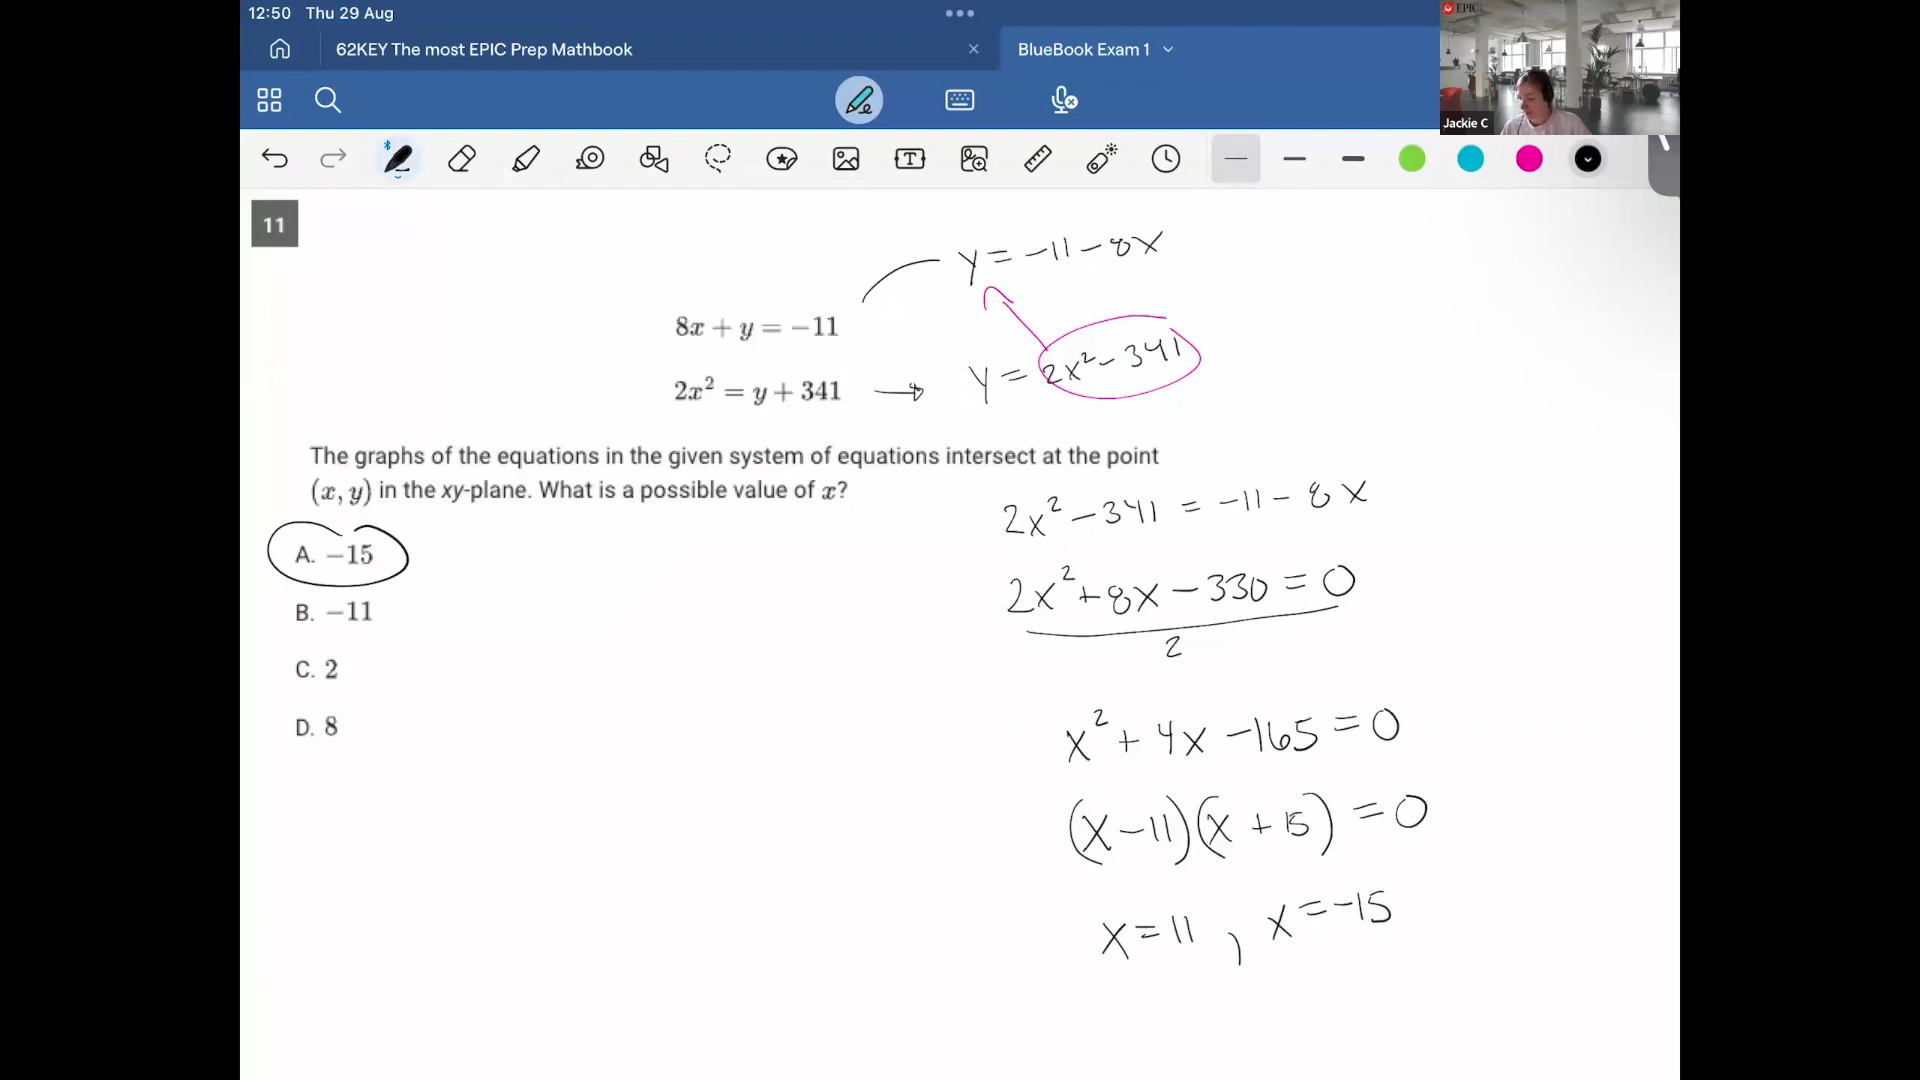 12:50 Thu 29 Aug
62KEY The most EPIC Prep Mathbook
BlueBook Exam 1
EPIC
Jackie C
11
y = -11 - 8x
8x + y = −11
y = 2x² - 341
2x² = y + 341
The graphs of the equations in the given system of equations intersect at the point
(x, y) in the xy-plane. What is a possible value of x?
A. −15
B. −11
C. 2
D. 8
2x² - 341 = -11 - 8x
2x² + 8x - 330 = 0
2
x² + 4x - 165 = 0
(x - 11)(x + 15) = 0
x = 11 , x = -15